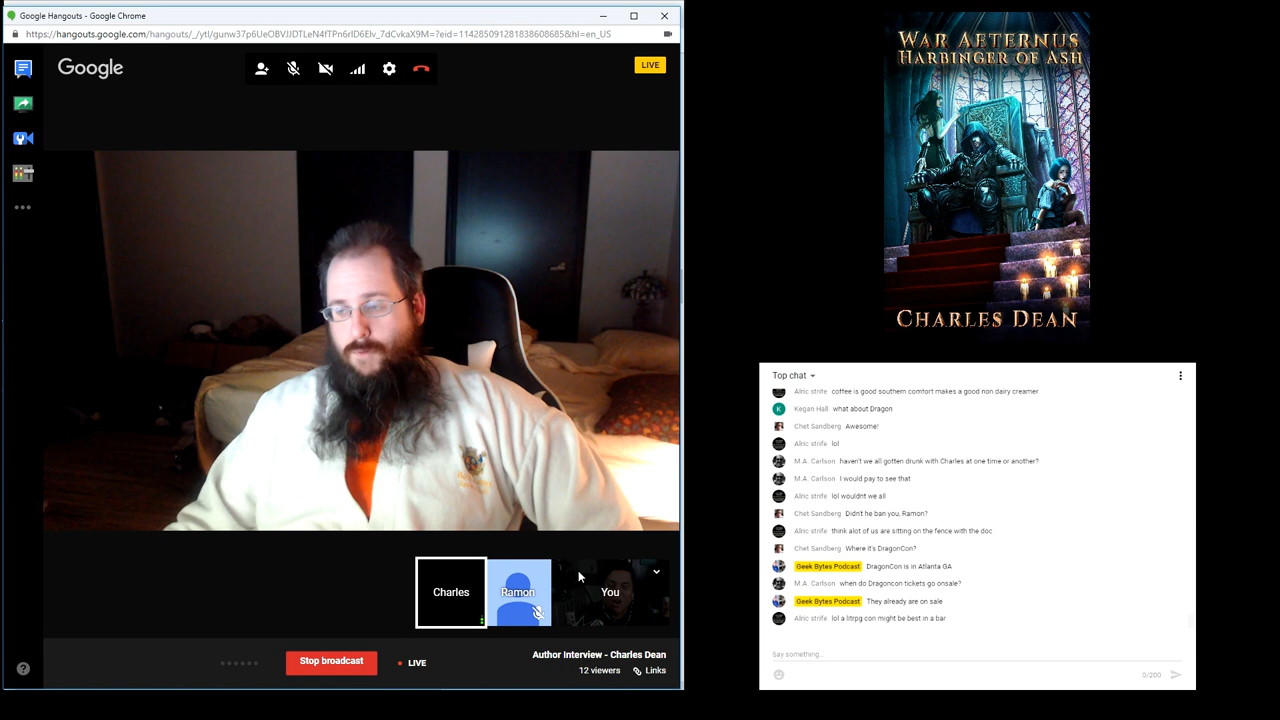 Google Hangouts - Google Chrome
https://hangouts.google.com/hangouts/_/ytl/
Google
LIVE
Charles
Ramon
You
Stop broadcast
LIVE
Author Interview - Charles Dean
12 viewers
Links
WAR AETERNUS
HARBINGER OF ASH
CHARLES DEAN
Top chat
Alric strife coffee is good southern comfort makes a good non dairy creamer
K Kegan Hall what about Dragon
Chet Sandberg Awesome!
Alric strife lol
M.A. Carlson haven't we all gotten drunk with Charles at one time or another?
M.A. Carlson I would pay to see that
Alric strife lol wouldnt we all
Chet Sandberg Didn't he ban you, Ramon?
Alric strife think alot of us are sitting on the fence with the doc
Chet Sandberg Where it's DragonCon?
Geek Bytes Podcast DragonCon is in Atlanta GA
M.A. Carlson when do Dragoncon tickets go onsale?
Geek Bytes Podcast They already are on sale
Alric strife lol a litrpg con might be best in a bar
Say something...
0/200